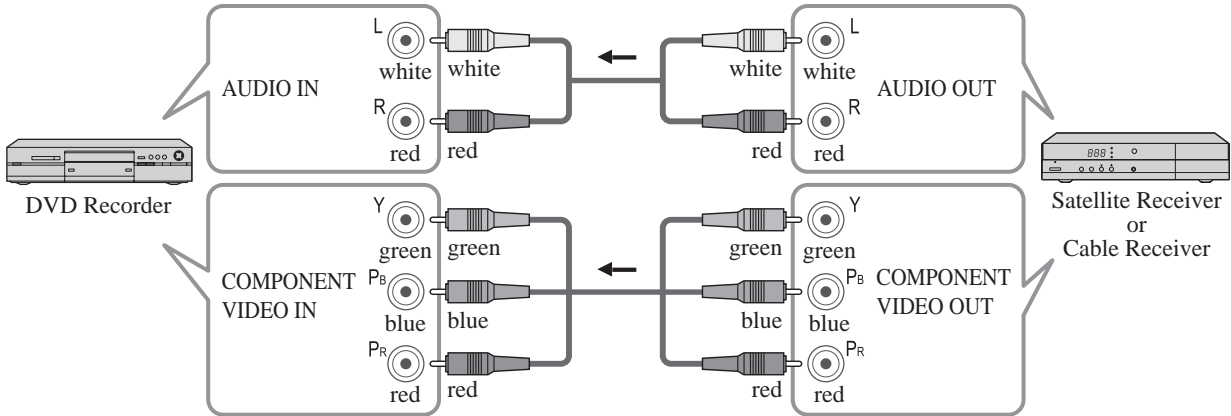 L
white white
AUDIO IN
R
red red
L
white white
AUDIO OUT
R
red red
DVD Recorder
888
Satellite Receiver
or
Cable Receiver
Y
green green
COMPONENT
VIDEO IN
PB
blue blue
PR
red red
Y
green green
COMPONENT
VIDEO OUT
PB
blue blue
PR
red red